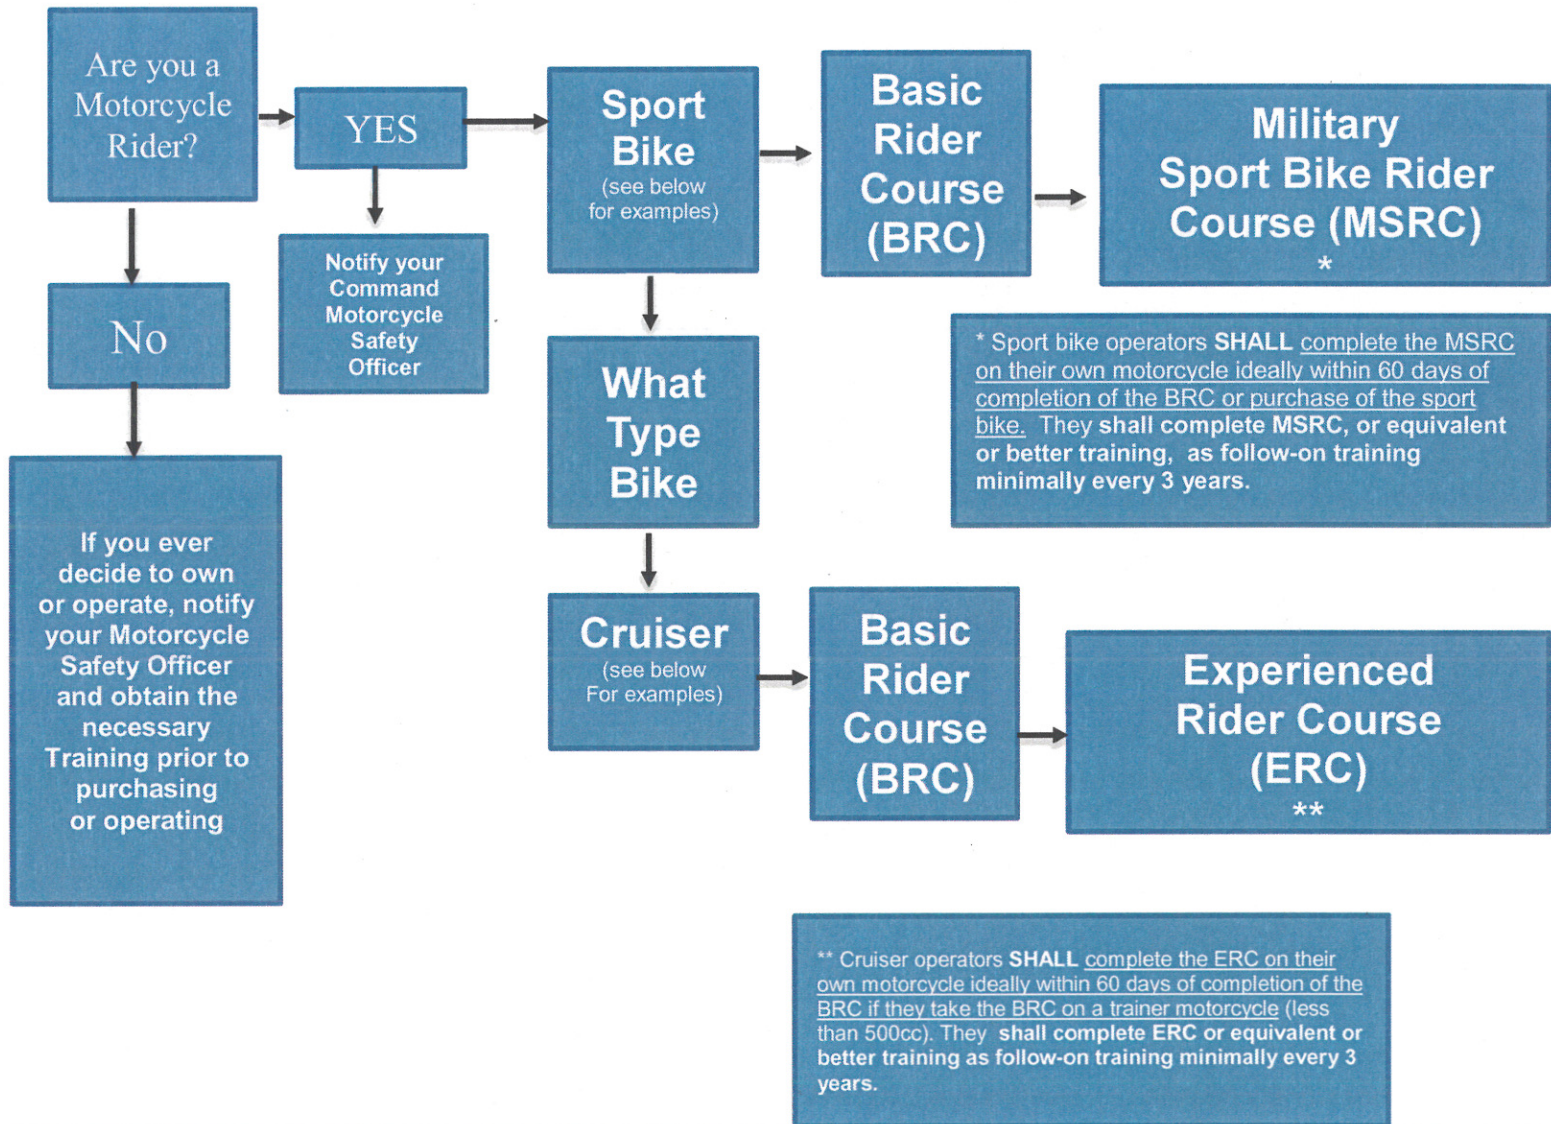 Are you a
Motorcycle
Rider?
YES
Sport
Bike
(see below
for examples)
Basic
Rider
Course
(BRC)
Military
Sport Bike Rider
Course (MSRC)
*
Notify your
Command
Motorcycle
Safety
Officer
No
What
Type
Bike
* Sport bike operators SHALL complete the MSRC
on their own motorcycle ideally within 60 days of
completion of the BRC or purchase of the sport
bike. They shall complete MSRC, or equivalent
or better training, as follow-on training
minimally every 3 years.
If you ever
decide to own
or operate, notify
your Motorcycle
Safety Officer
and obtain the
necessary
Training prior to
purchasing
or operating
Cruiser
(see below
For examples)
Basic
Rider
Course
(BRC)
Experienced
Rider Course
(ERC)
**
** Cruiser operators SHALL complete the ERC on their
own motorcycle ideally within 60 days of completion of the
BRC if they take the BRC on a trainer motorcycle (less
than 500cc). They shall complete ERC or equivalent or
better training as follow-on training minimally every 3
years.